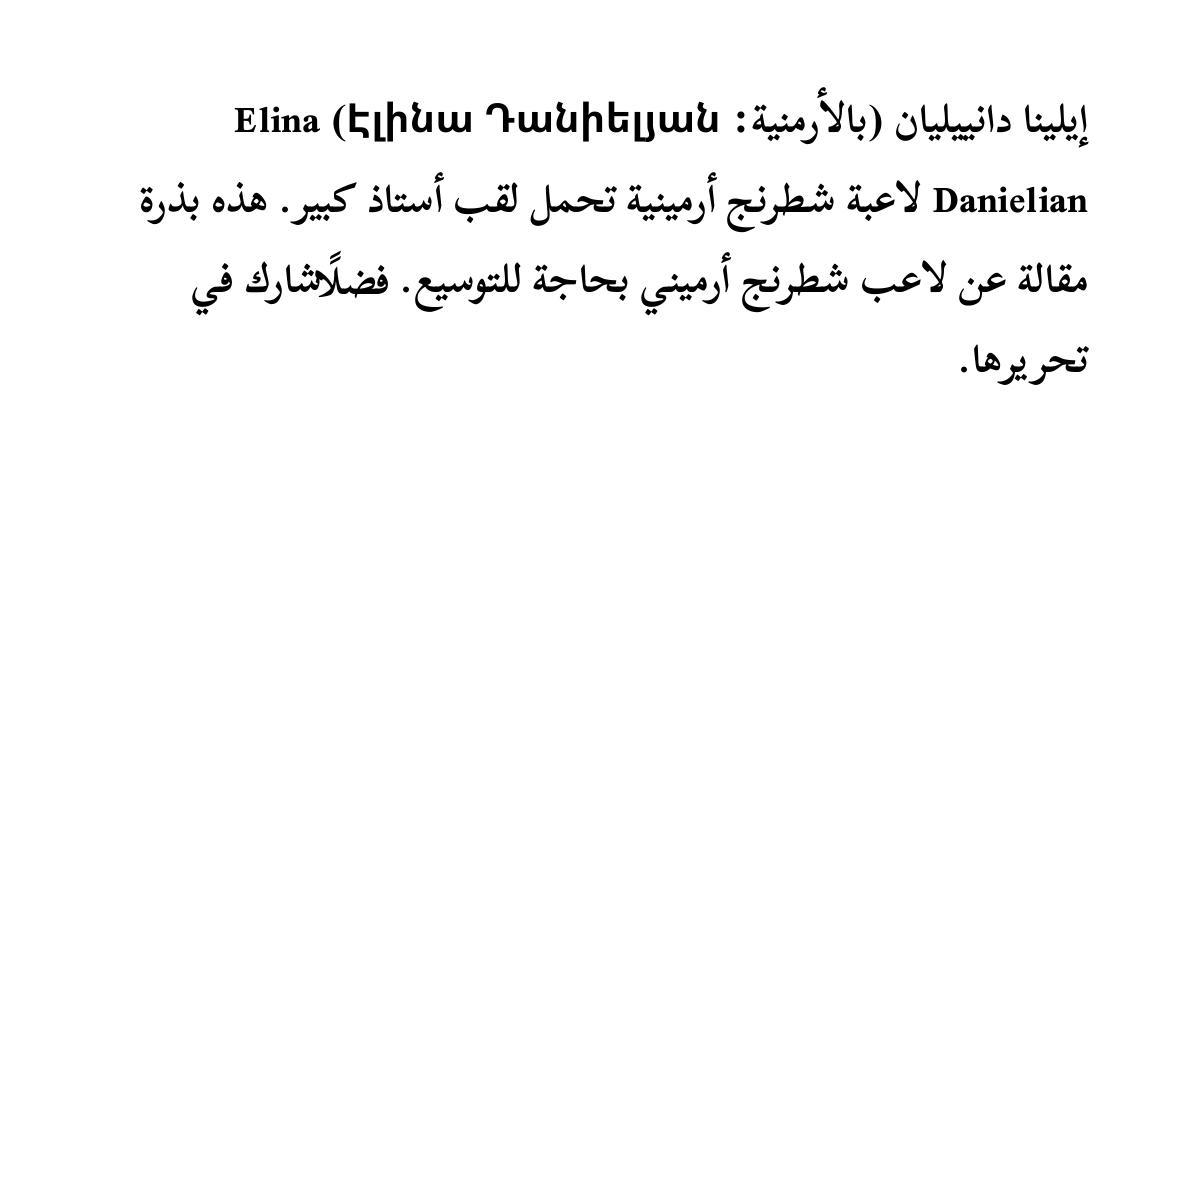 إيلينا دانييليان (بالأرمنية: Էլինա Դանիելյան) Elina
Danielian لاعبة شطرنج أرمينية تحمل لقب أستاذ كبير. هذه بذرة
مقالة عن لاعب شطرنج أرميني بحاجة للتوسيع. فضلًاشارك في
تحريرها.